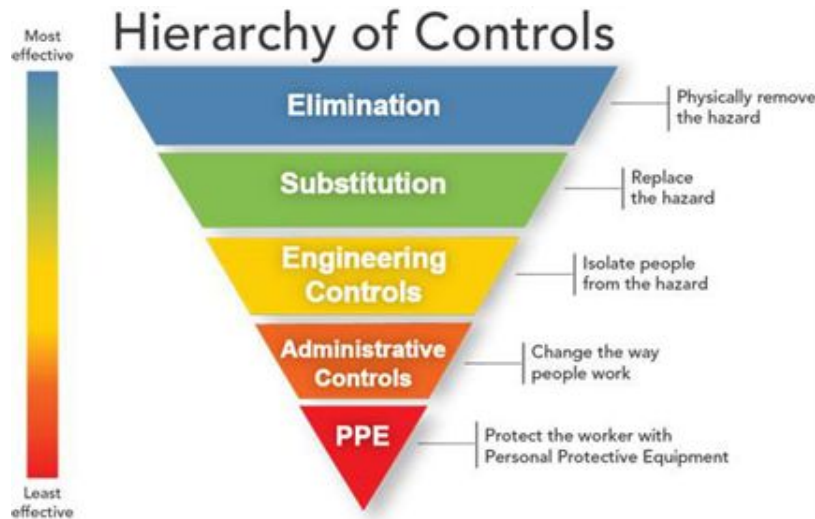 Hierarchy of Controls
Most
effective
Elimination
Physically remove
the hazard
Substitution
Replace
the hazard
Engineering
Controls
Isolate people
from the hazard
Administrative
Controls
Change the way
people work
PPE
Protect the worker with
Personal Protective Equipment
Least
effective